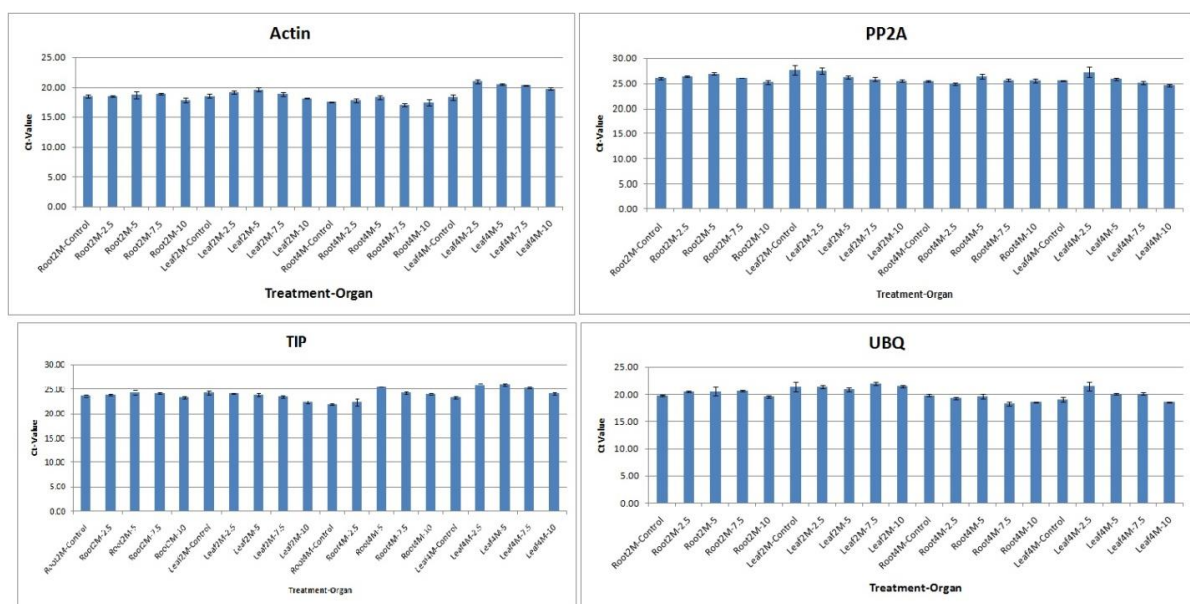 Actin
25.00
20.00
15.00
10.00
5.00
0.00
Ct-Value
Root2M-Control
Root2M-2.5
Root2M-5
Root2M-7.5
Root2M-10
Leaf2M-Control
Leaf2M-2.5
Leaf2M-5
Leaf2M-7.5
Leaf2M-10
Root4M-Control
Root4M-2.5
Root4M-5
Root4M-7.5
Root4M-10
Leaf4M-Control
Leaf4M-2.5
Leaf4M-5
Leaf4M-7.5
Leaf4M-10
Treatment-Organ
PP2A
30.00
25.00
20.00
15.00
10.00
5.00
0.00
Ct Value
Root2M-Control
Root2M-2.5
Root2M-5
Root2M-7.5
Root2M-10
Leaf2M-Control
Leaf2M-2.5
Leaf2M-5
Leaf2M-7.5
Leaf2M-10
Root4M-Control
Root4M-2.5
Root4M-5
Root4M-7.5
Root4M-10
Leaf4M-Control
Leaf4M-2.5
Leaf4M-5
Leaf4M-7.5
Leaf4M-10
Treatment-Organ
TIP
30.00
25.00
20.00
15.00
10.00
5.00
0.00
Ct-Value
Root2M-Control
Root2M-2.5
Root2M-5
Root2M-7.5
Root2M-10
Leaf2M-Control
Leaf2M-2.5
Leaf2M-5
Leaf2M-7.5
Leaf2M-10
Root4M-Control
Root4M-2.5
Root4M-5
Root4M-7.5
Root4M-10
Leaf4M-Control
Leaf4M-2.5
Leaf4M-5
Leaf4M-7.5
Leaf4M-10
Treatment-Organ
UBQ
25.00
20.00
15.00
10.00
5.00
0.00
Ct Value
Root2M-Control
Root2M-2.5
Root2M-5
Root2M-7.5
Root2M-10
Leaf2M-Control
Leaf2M-2.5
Leaf2M-5
Leaf2M-7.5
Leaf2M-10
Root4M-Control
Root4M-2.5
Root4M-5
Root4M-7.5
Root4M-10
Leaf4M-Control
Leaf4M-2.5
Leaf4M-5
Leaf4M-7.5
Leaf4M-10
Treatment-Organ